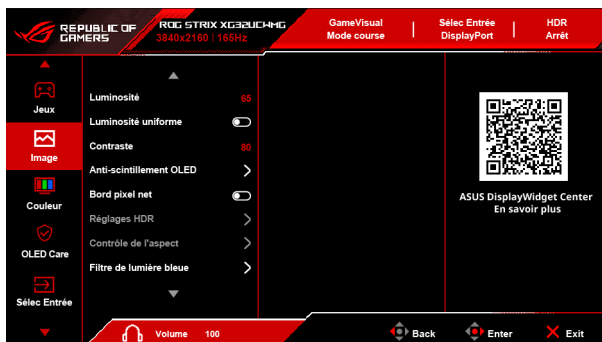 REPUBLIC OF
GAMERS
ROG STRIX XG32UCWMG
3840x2160 | 165Hz
GameVisual
Mode course
Sélec Entrée
DisplayPort
HDR
Arrêt
Jeux
Image
Couleur
OLED Care
Sélec Entrée
Luminosité 65
Luminosité uniforme
Contraste 80
Anti-scintillement OLED
Bord pixel net
Réglages HDR
Contrôle de l'aspect
Filtre de lumière bleue
ASUS DisplayWidget Center
En savoir plus
Volume 100
Back
Enter
Exit